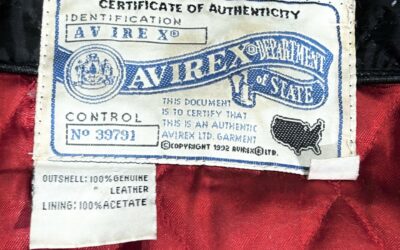 CERTIFICATE OF AUTHENTICITY
IDENTIFICATION
AVIREX®
AVIREX® DEPARTMENT
of STATE
THIS DOCUMENT
IS TO CERTIFY THAT
THIS IS AN AUTHENTIC
AVIREX LTD. GARMENT
©COPYRIGHT 1992 AVIREX® LTD.
CONTROL
No 39791
OUTSHELL: 100% GENUINE
" LEATHER
LINING: 100% ACETATE